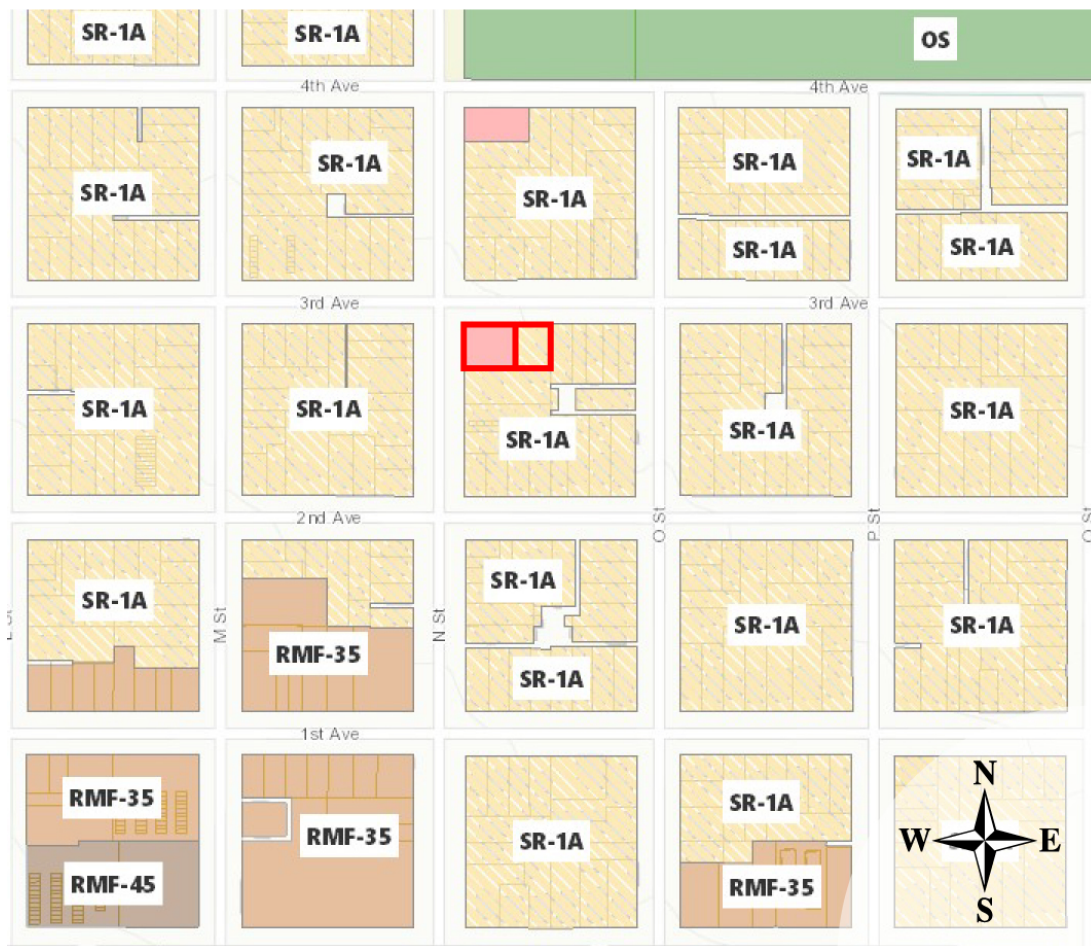 SR-1A
SR-1A
OS
4th Ave
4th Ave
SR-1A
SR-1A
SR-1A
SR-1A
SR-1A
SR-1A
SR-1A
SR-1A
3rd Ave
3rd Ave
SR-1A
SR-1A
SR-1A
SR-1A
SR-1A
2nd Ave
O St
P St
SR-1A
M St
RMF-35
N St
SR-1A
SR-1A
SR-1A
SR-1A
1st Ave
RMF-35
RMF-45
RMF-35
SR-1A
SR-1A
RMF-35
N
W
E
S